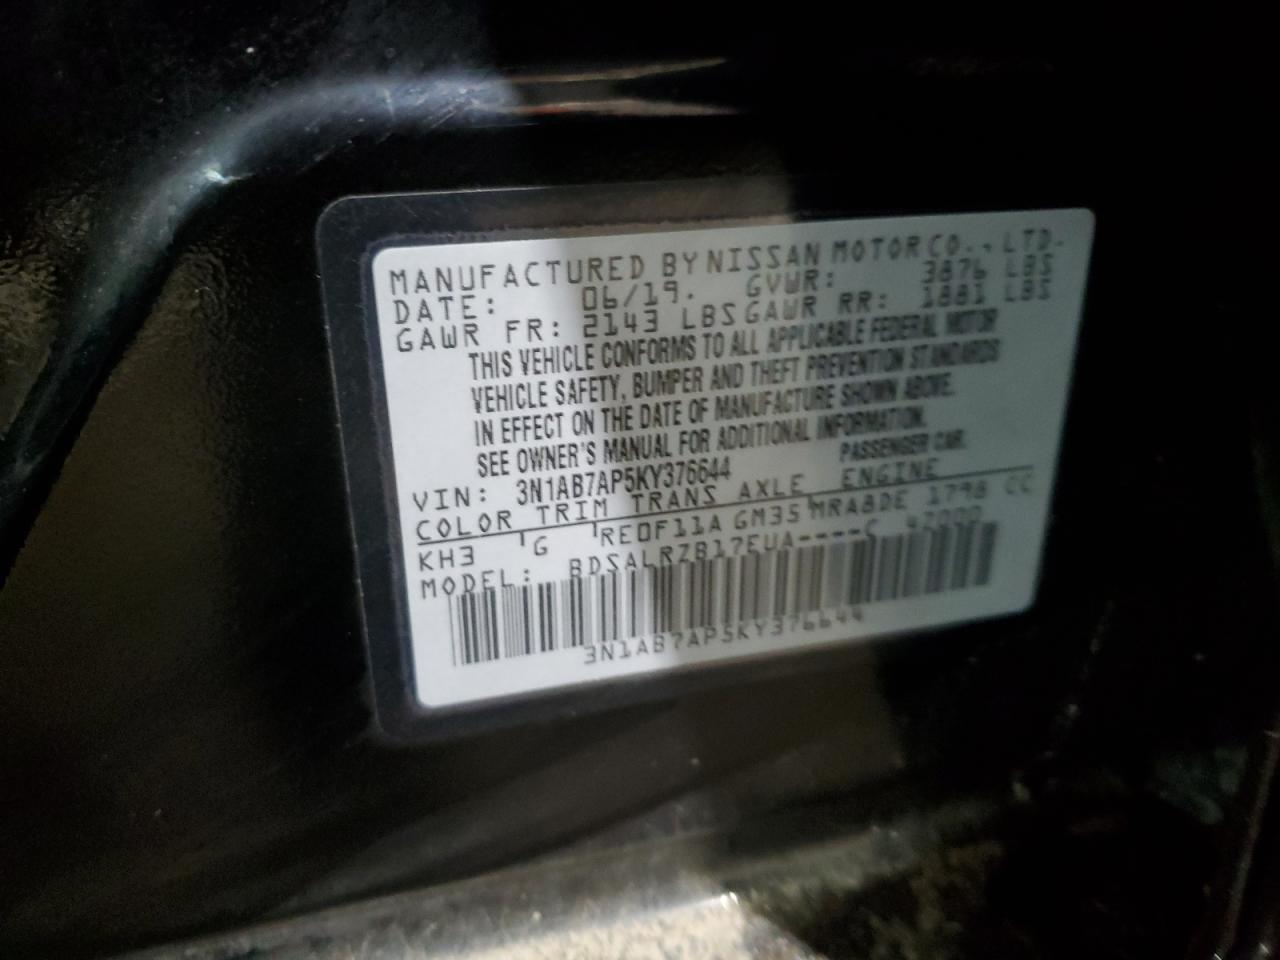 MANUFACTURED BY NISSAN MOTOR CO., LTD.
DATE: 06/19. GVWR: 3876 LBS
GAWR FR: 2143 LBS GAWR RR: 1881 LBS
THIS VEHICLE CONFORMS TO ALL APPLICABLE FEDERAL MOTOR
VEHICLE SAFETY, BUMPER AND THEFT PREVENTION STANDARDS
IN EFFECT ON THE DATE OF MANUFACTURE SHOWN ABOVE.
SEE OWNER'S MANUAL FOR ADDITIONAL INFORMATION.
VIN: 3N1AB7AP5KY376644 PASSENGER CAR.
COLOR TRIM TRANS AXLE ENGINE
KH3 G RE0F11A GM35 MRA8DE 1798 CC
MODEL: BDSALRZB17EUA----C 42000
3N1AB7AP5KY376644